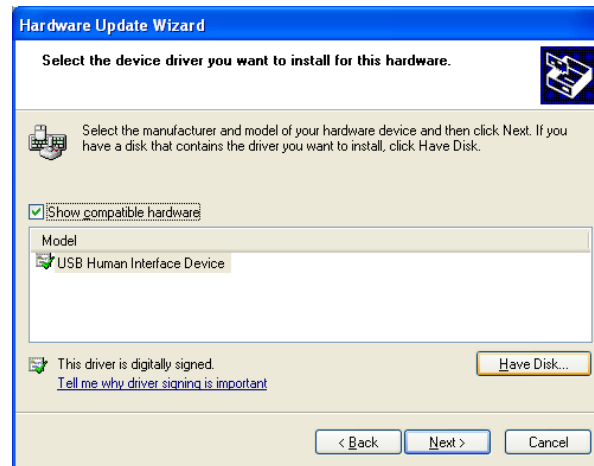 Hardware Update Wizard
Select the device driver you want to install for this hardware.
Select the manufacturer and model of your hardware device and then click Next. If you
have a disk that contains the driver you want to install, click Have Disk.
Show compatible hardware
Model
USB Human Interface Device
This driver is digitally signed.
Have Disk...
Tell me why driver signing is important
< Back
Next >
Cancel